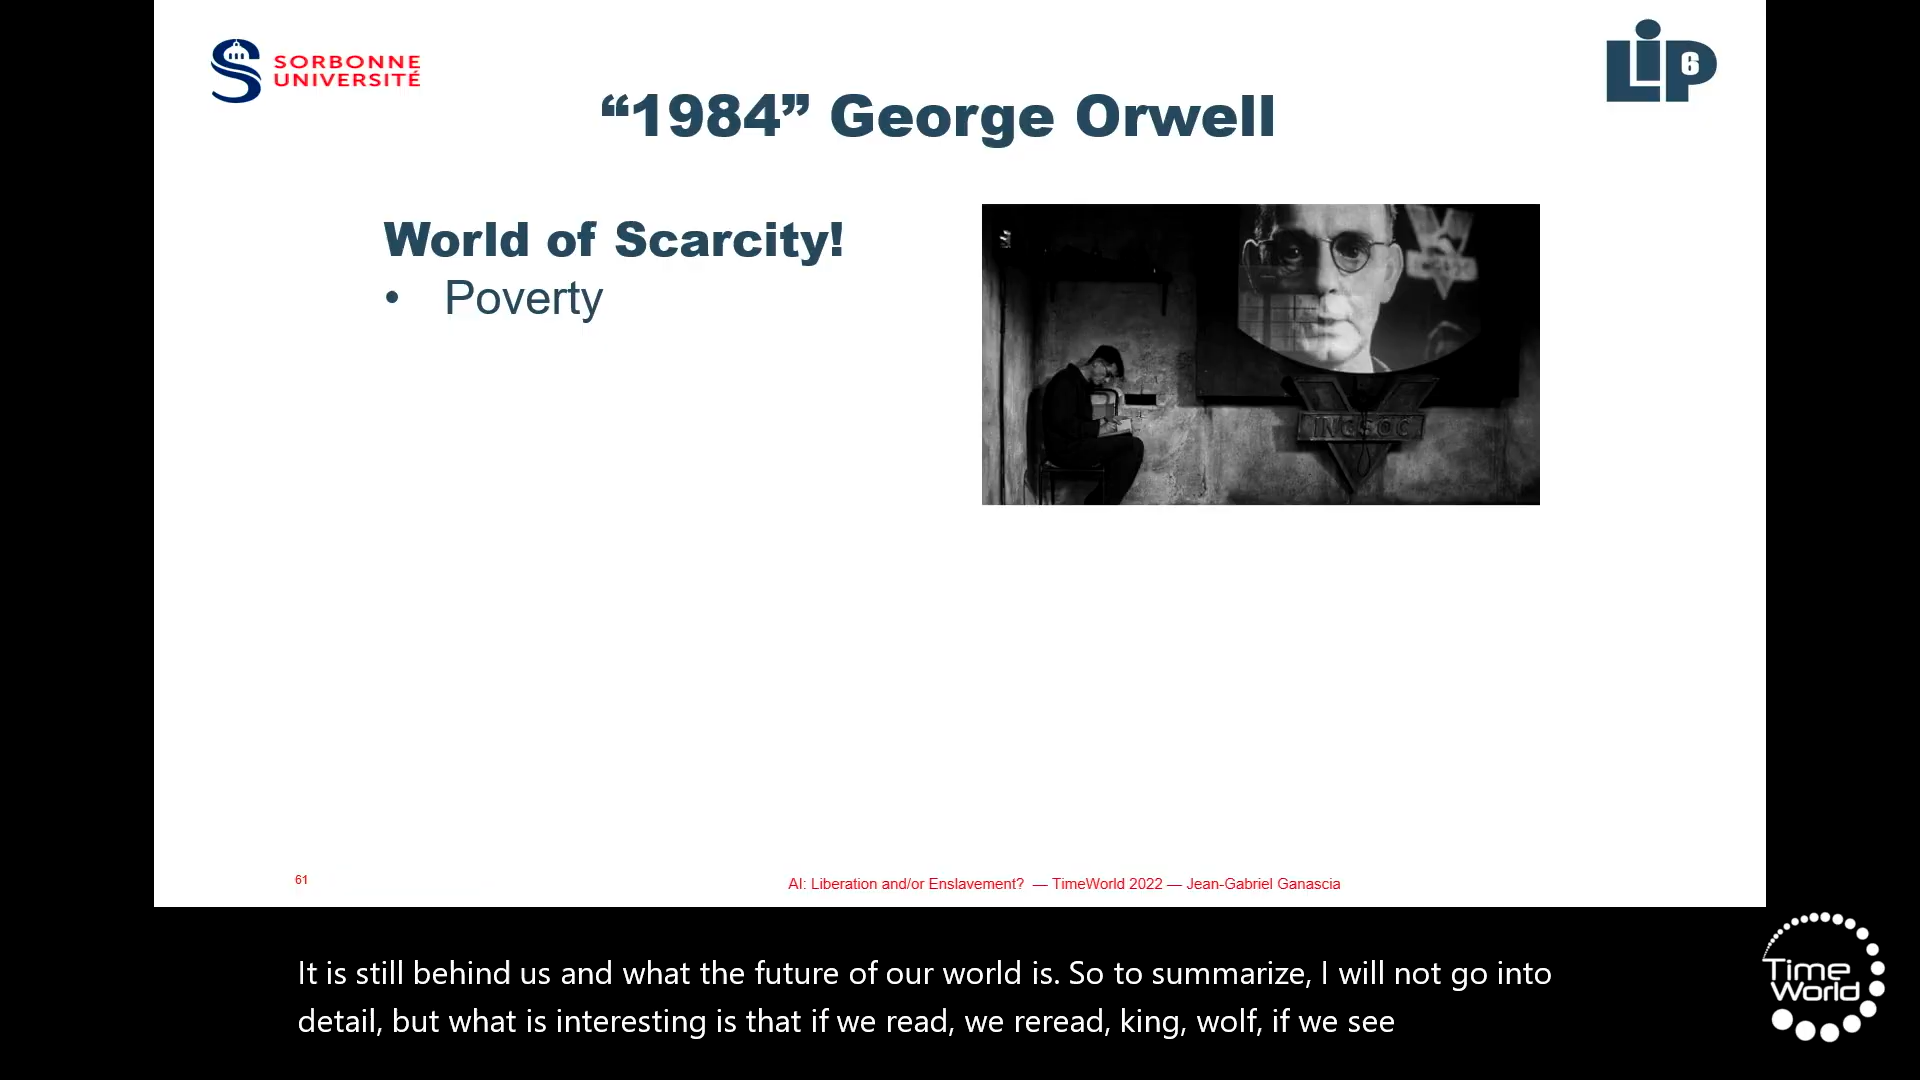 SORBONNE
UNIVERSITÉ
LiP6
“1984” George Orwell
World of Scarcity!
• Poverty
INGSOC
61
AI: Liberation and/or Enslavement? — TimeWorld 2022 — Jean-Gabriel Ganascia
It is still behind us and what the future of our world is. So to summarize, I will not go into
detail, but what is interesting is that if we read, we reread, king, wolf, if we see
Time
World